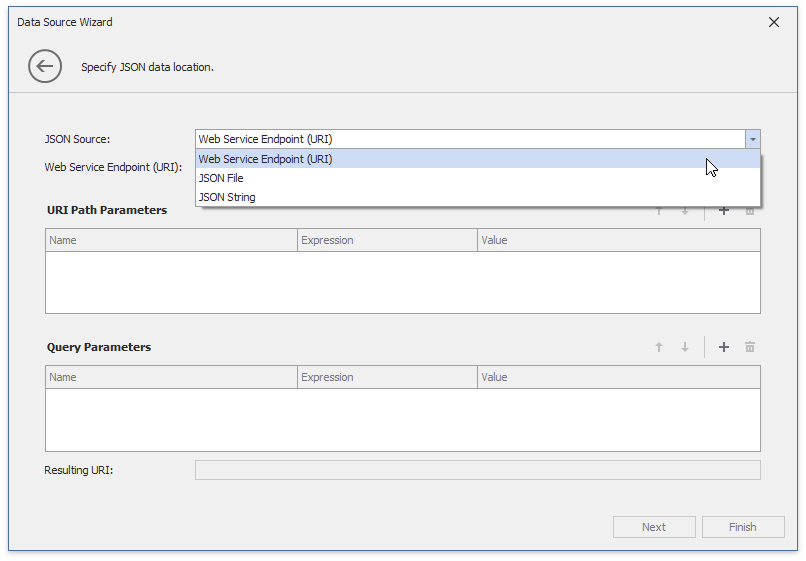 Data Source Wizard
Specify JSON data location.
JSON Source: Web Service Endpoint (URI)
Web Service Endpoint (URI): Web Service Endpoint (URI)
JSON File
JSON String
URI Path Parameters
Name Expression Value
Query Parameters
Name Expression Value
Resulting URI:
Next Finish